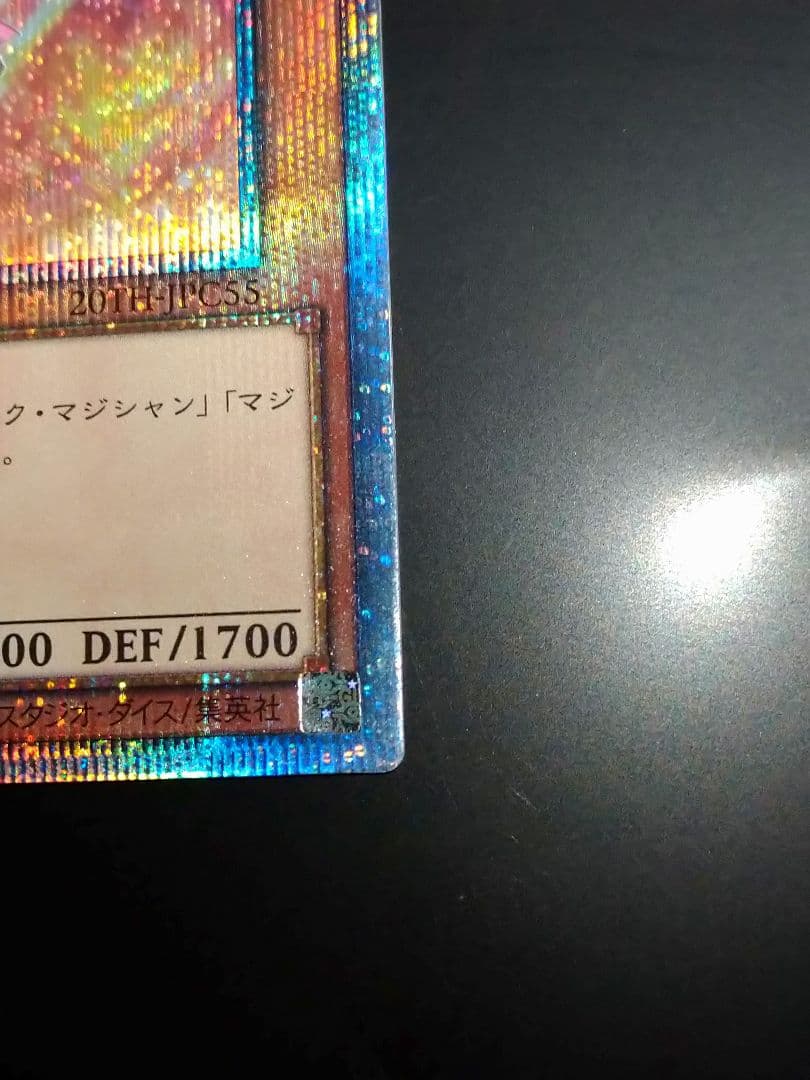 20TH-JPC55
ク・マジシャン」「マジ
。
00 DEF/1700
スタジオ・ダイス/集英社